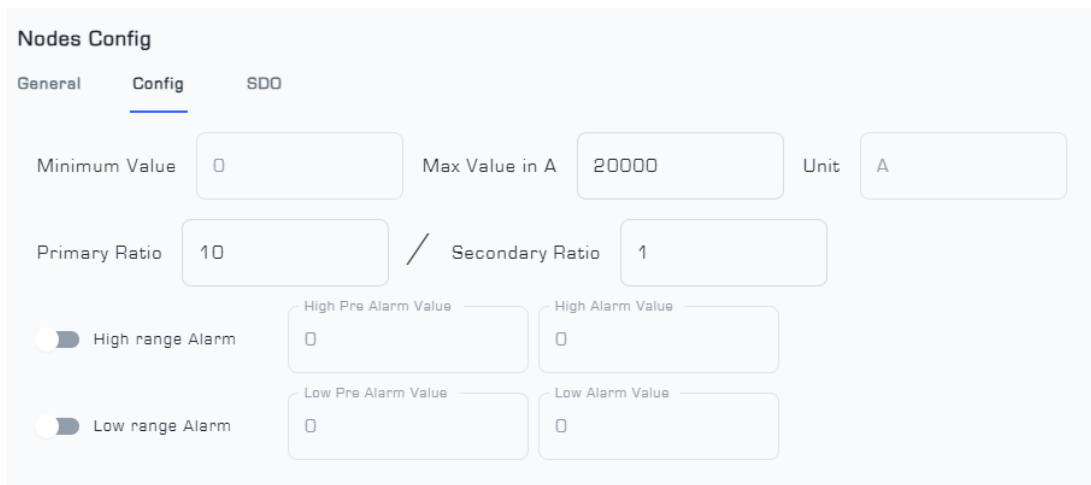 Nodes Config
General Config SDO
Minimum Value 0 Max Value in A 20000 Unit A
Primary Ratio 10 / Secondary Ratio 1
High Pre Alarm Value High Alarm Value
High range Alarm 0 0
Low Pre Alarm Value Low Alarm Value
Low range Alarm 0 0